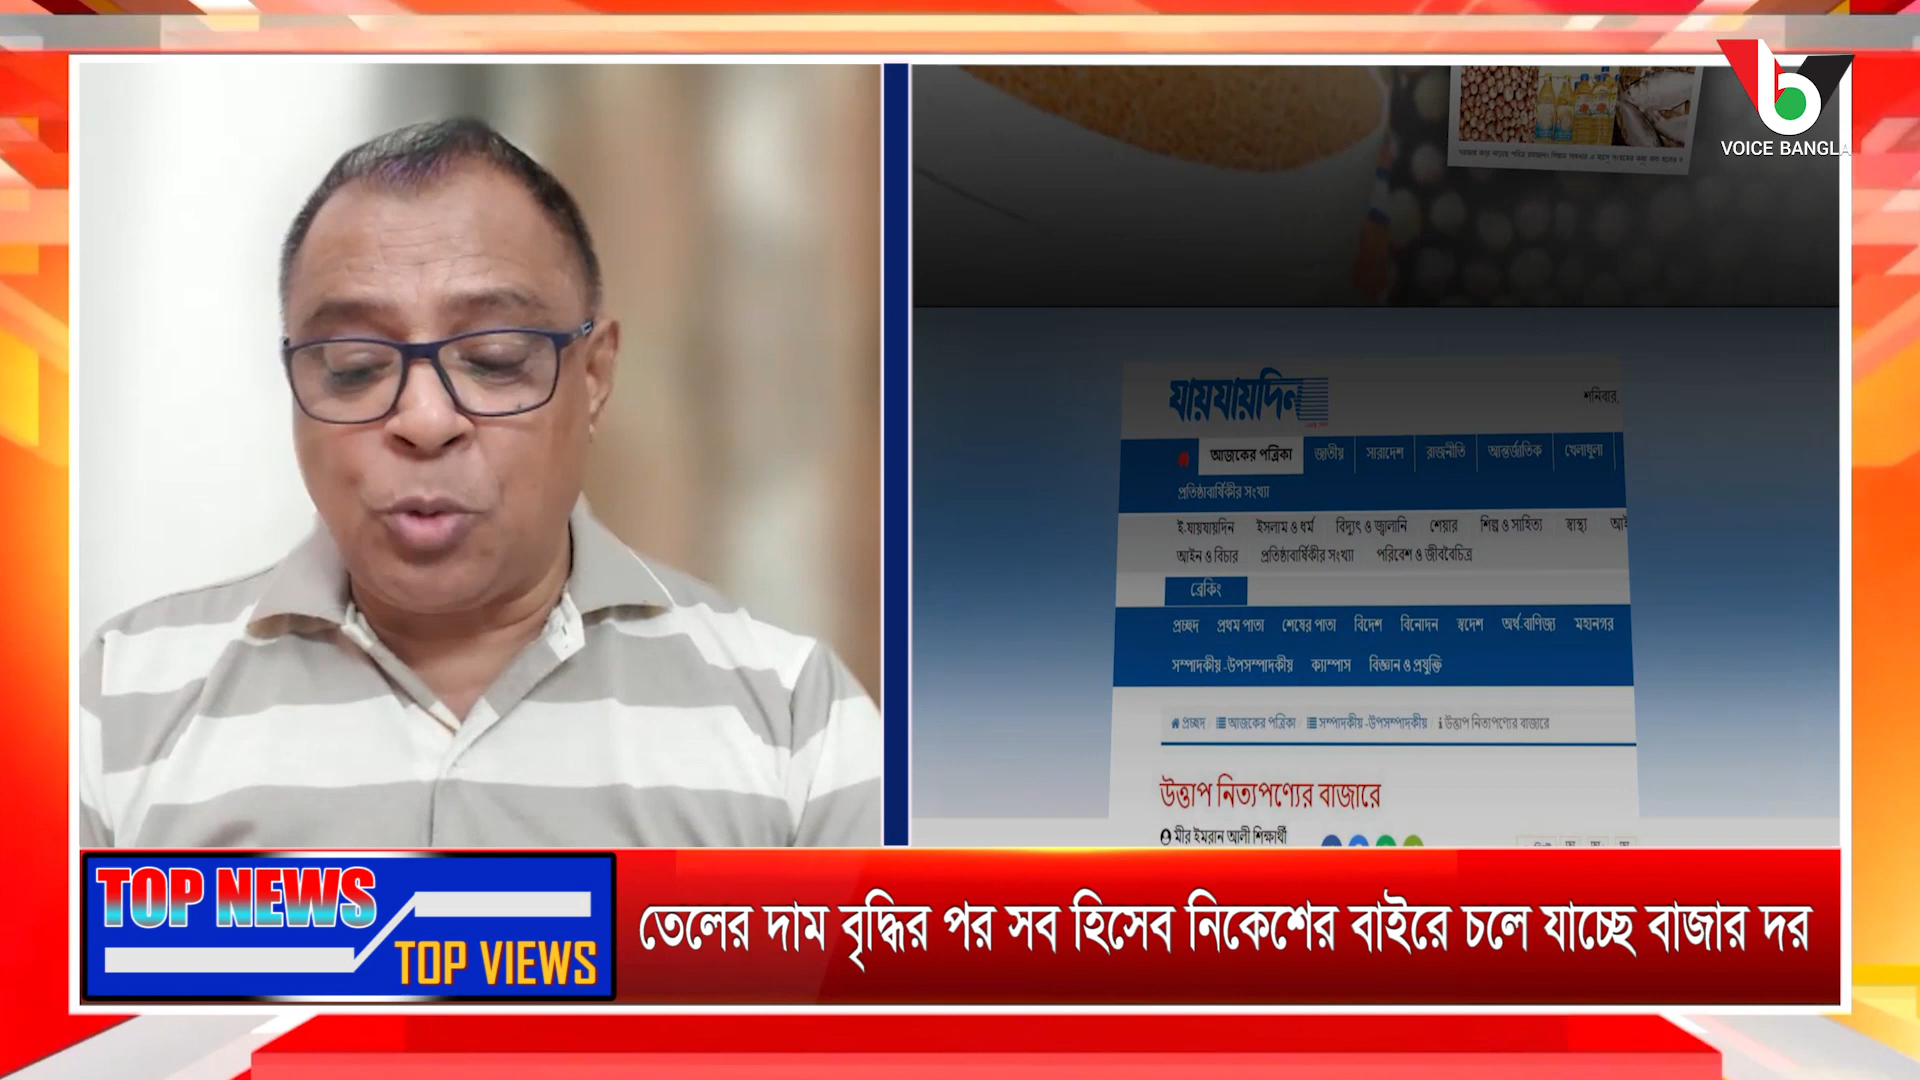 VOICE BANGLA
যায়যায়দিন
শনিবার,
আজকের পত্রিকা জাতীয় সারাদেশ রাজনীতি আন্তর্জাতিক খেলাধুলা
প্রতিষ্ঠাবার্ষিকীর সংখ্যা
ই-যায়যায়দিন ইসলাম ও ধর্ম বিদ্যুৎ ও জ্বালানি শেয়ার শিল্প ও সাহিত্য স্বাস্থ্য
আইন ও বিচার প্রতিষ্ঠাবার্ষিকীর সংখ্যা পরিবেশ ও জীববৈচিত্র
ব্রেকিং
প্রচ্ছদ প্রথম পাতা শেষের পাতা বিদেশ বিনোদন স্বদেশ অর্থ-বাণিজ্য মহানগর
সম্পাদকীয়-উপসম্পাদকীয় ক্যাম্পাস বিজ্ঞান ও প্রযুক্তি
প্রচ্ছদ / আজকের পত্রিকা / সম্পাদকীয়-উপসম্পাদকীয় / উত্তাপ নিত্যপণ্যের বাজারে
উত্তাপ নিত্যপণ্যের বাজারে
মীর ইমরান আলী শিক্ষার্থী
TOP NEWS
TOP VIEWS
তেলের দাম বৃদ্ধির পর সব হিসেব নিকেশের বাইরে চলে যাচ্ছে বাজার দর